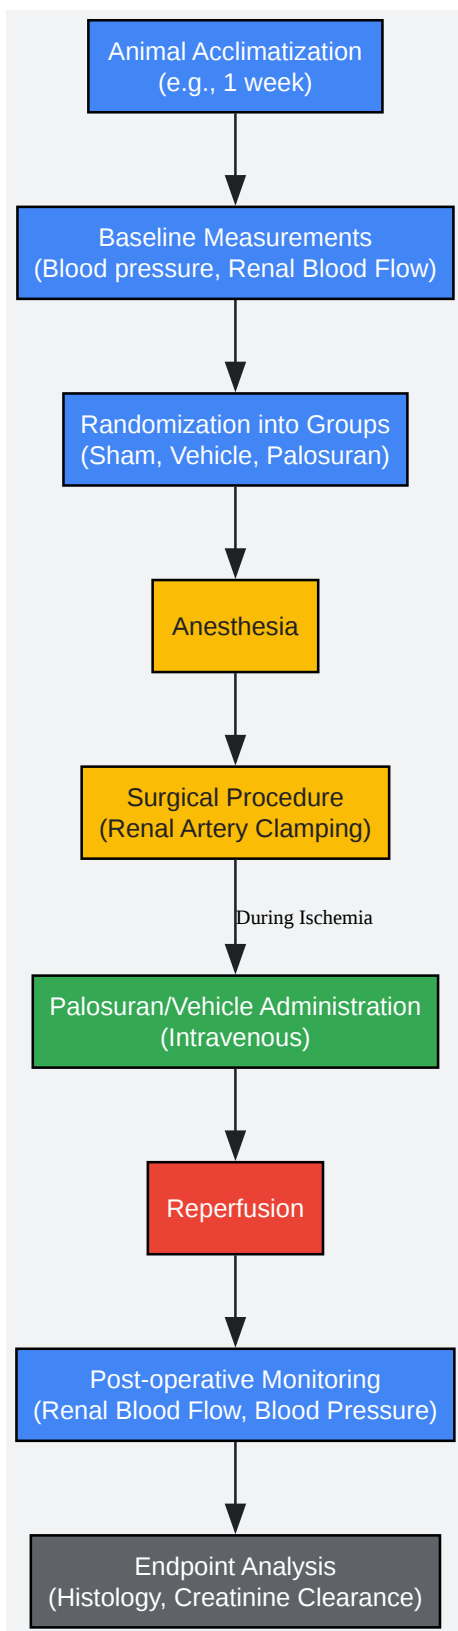 Animal Acclimatization
(e.g., 1 week)
Baseline Measurements
(Blood pressure, Renal Blood Flow)
Randomization into Groups
(Sham, Vehicle, Palosuran)
Anesthesia
Surgical Procedure
(Renal Artery Clamping)
During Ischemia
Palosuran/Vehicle Administration
(Intravenous)
Reperfusion
Post-operative Monitoring
(Renal Blood Flow, Blood Pressure)
Endpoint Analysis
(Histology, Creatinine Clearance)